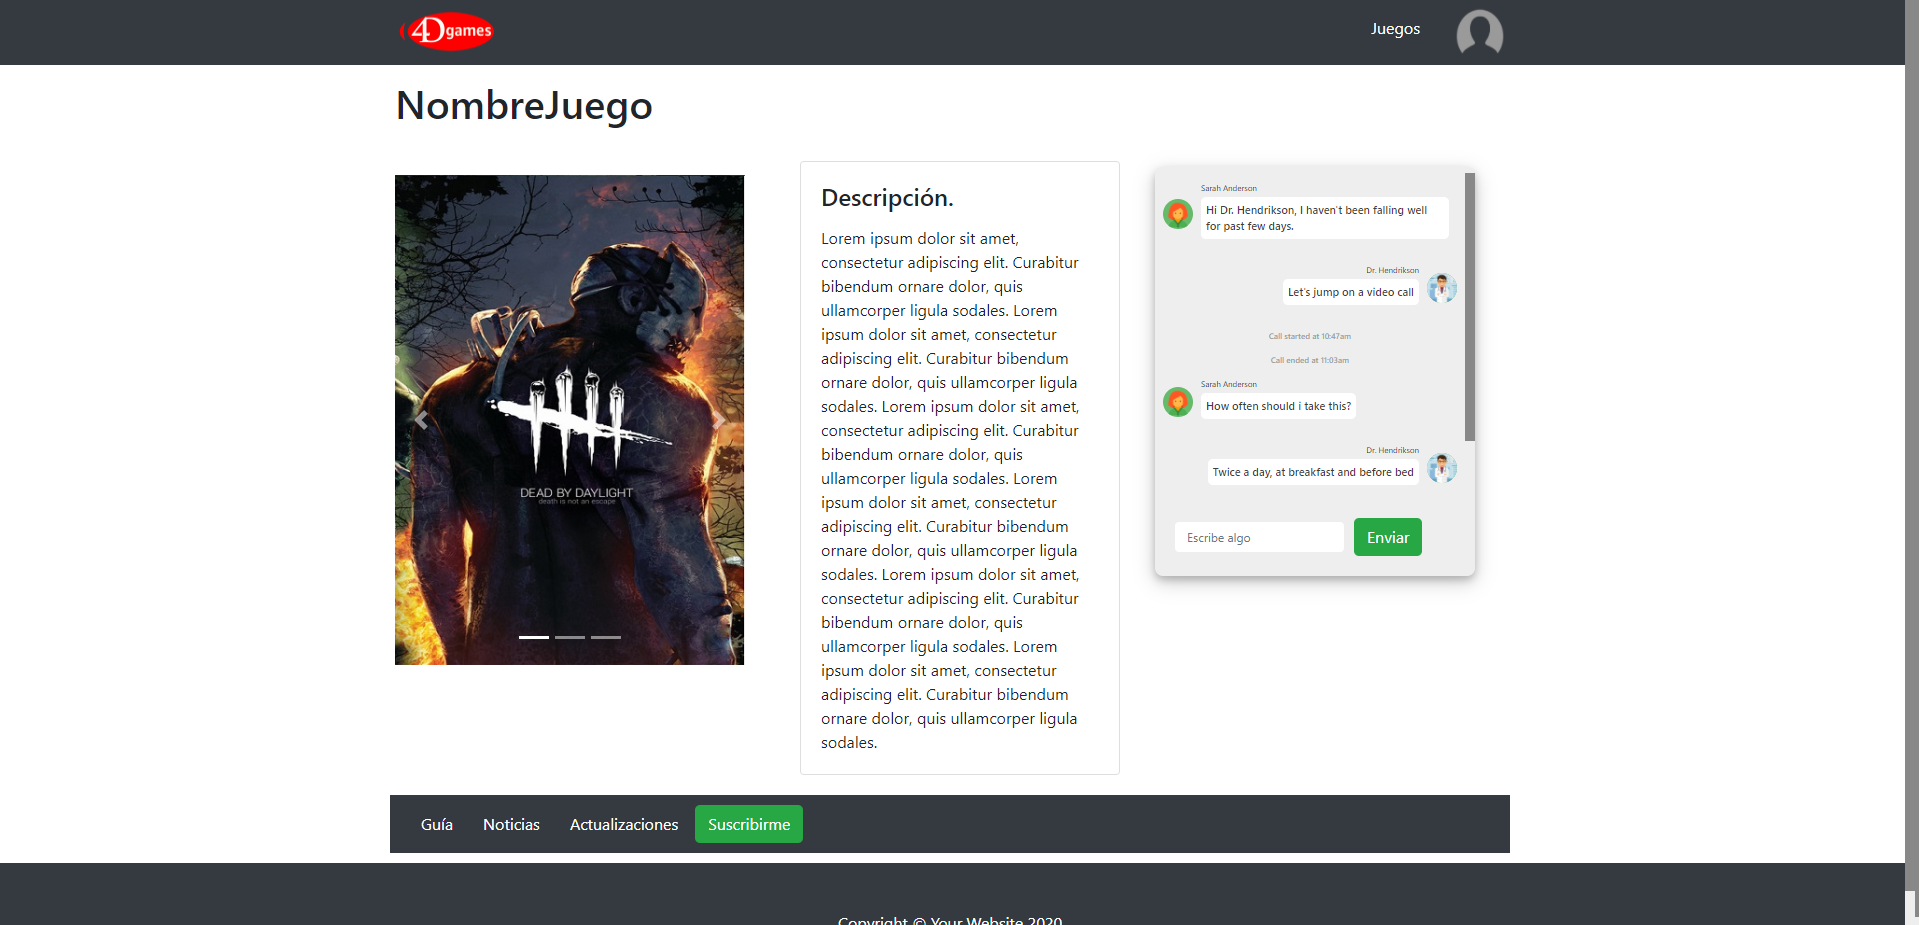 4Dgames
Juegos
NombreJuego
DEAD BY DAYLIGHT
death is not an escape
Descripción.
Lorem ipsum dolor sit amet,
consectetur adipiscing elit. Curabitur
bibendum ornare dolor, quis
ullamcorper ligula sodales. Lorem
ipsum dolor sit amet, consectetur
adipiscing elit. Curabitur bibendum
ornare dolor, quis ullamcorper ligula
sodales. Lorem ipsum dolor sit amet,
consectetur adipiscing elit. Curabitur
bibendum ornare dolor, quis
ullamcorper ligula sodales. Lorem
ipsum dolor sit amet, consectetur
adipiscing elit. Curabitur bibendum
ornare dolor, quis ullamcorper ligula
sodales. Lorem ipsum dolor sit amet,
consectetur adipiscing elit. Curabitur
bibendum ornare dolor, quis
ullamcorper ligula sodales. Lorem
ipsum dolor sit amet, consectetur
adipiscing elit. Curabitur bibendum
ornare dolor, quis ullamcorper ligula
sodales.
Sarah Anderson
Hi Dr. Hendrikson, I haven't been falling well
for past few days.
Dr. Hendrikson
Let's jump on a video call
Call started at 10:47am
Call ended at 11:03am
Sarah Anderson
How often should i take this?
Dr. Hendrikson
Twice a day, at breakfast and before bed
Escribe algo
Enviar
Guía
Noticias
Actualizaciones
Suscribirme
Copyright © Your Website 2020